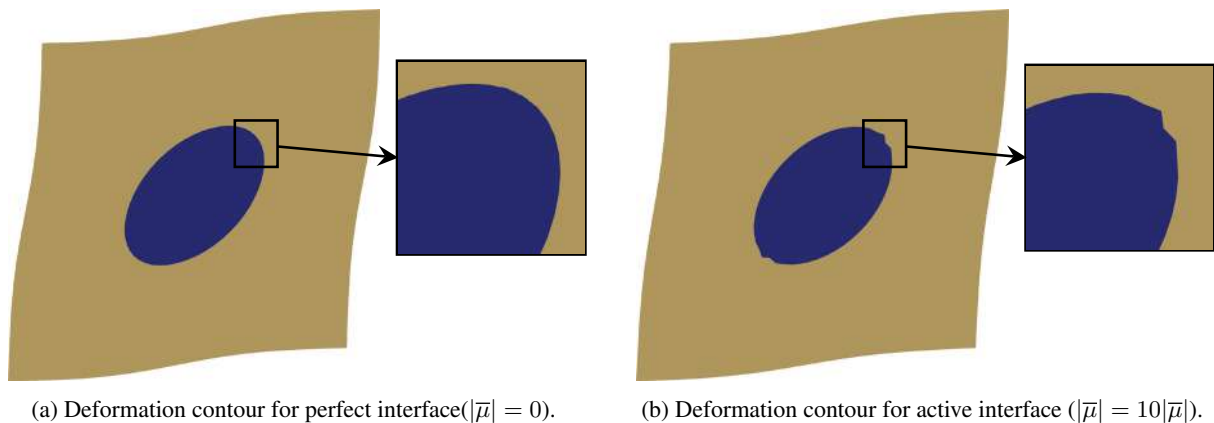 (a) Deformation contour for perfect interface(|μ̅| = 0).
(b) Deformation contour for active interface (|μ̅| = 10|μ̅|).